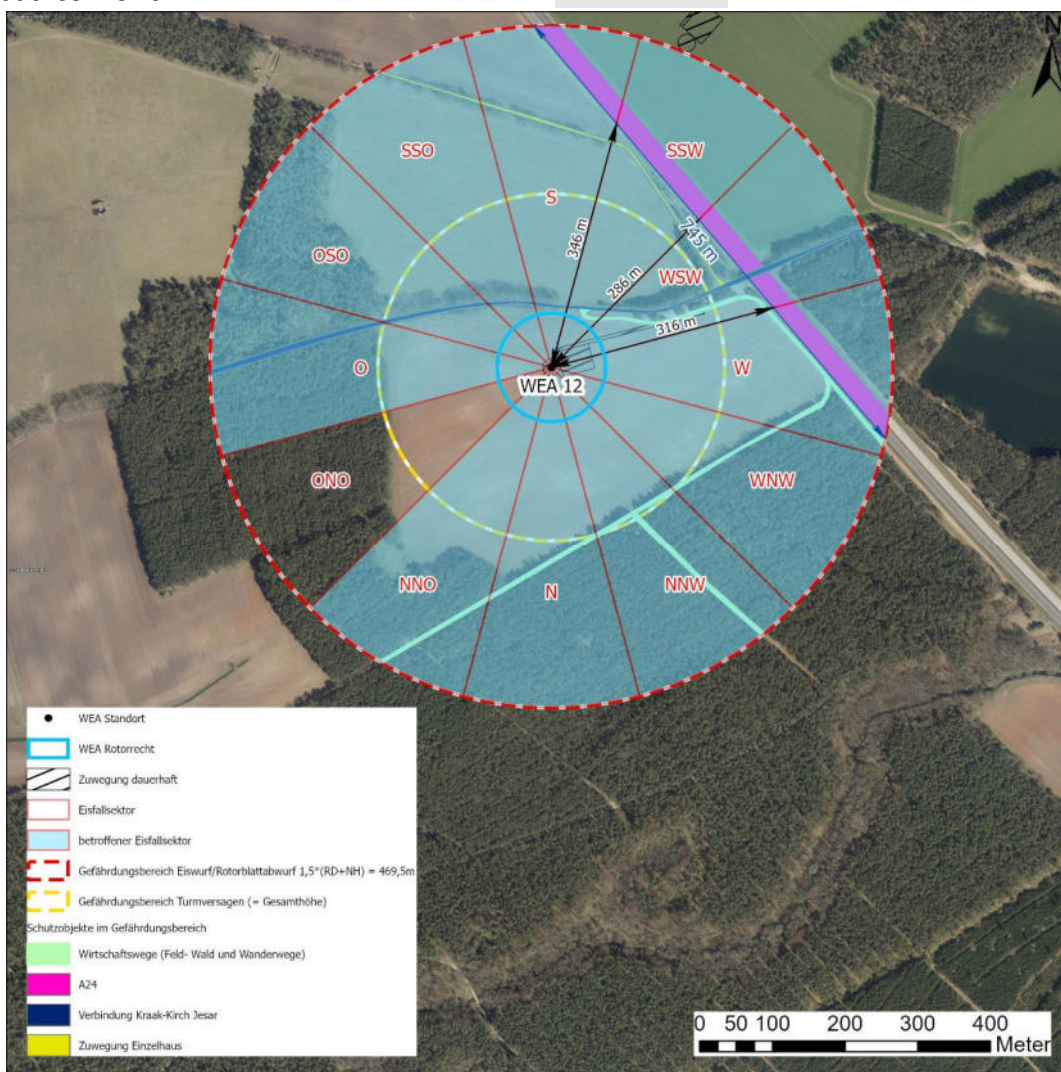 N
SSO
SSW
S
OSO
346 m
745 m
286 m
WSW
316 m
O
WEA 12
W
ONO
WNW
NNO
N
NNW
WEA Standort
WEA Rotorrecht
Zuwegung dauerhaft
Eisfallsektor
betroffener Eisfallsektor
Gefährdungsbereich Eiswurf/Rotorblattabwurf 1,5*(RD+NH) = 469,5m
Gefährdungsbereich Turmversagen (= Gesamthöhe)
Schutzobjekte im Gefährdungsbereich
Wirtschaftswege (Feld- Wald und Wanderwege)
A24
Verbindung Kraak-Kirch Jesar
Zuwegung Einzelhaus
0 50 100 200 300 400
Meter